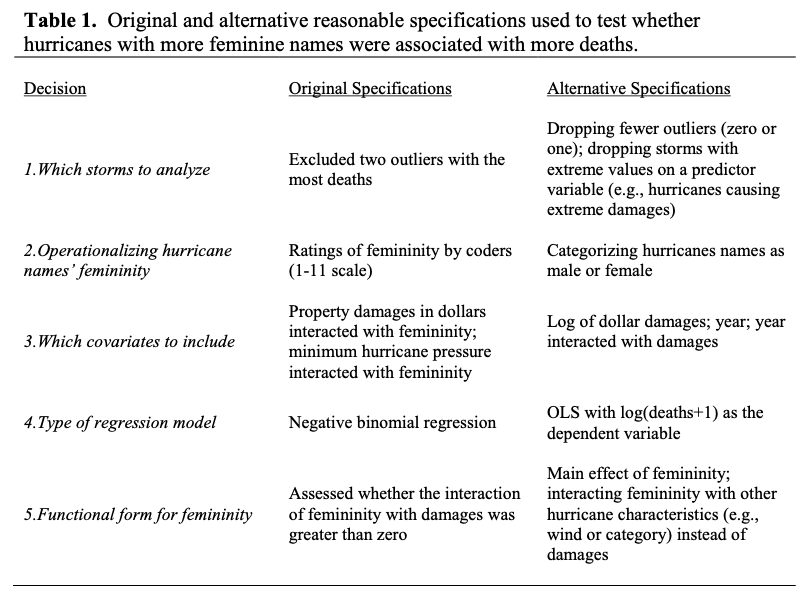 Table 1. Original and alternative reasonable specifications used to test whether
hurricanes with more feminine names were associated with more deaths.
Decision Original Specifications Alternative Specifications
1.Which storms to analyze
Excluded two outliers with the
most deaths
Dropping fewer outliers (zero or
one); dropping storms with
extreme values on a predictor
variable (e.g., hurricanes causing
extreme damages)
2.Operationalizing hurricane
names’ femininity
Ratings of femininity by coders
(1-11 scale)
Categorizing hurricanes names as
male or female
3.Which covariates to include
Property damages in dollars
interacted with femininity;
minimum hurricane pressure
interacted with femininity
Log of dollar damages; year; year
interacted with damages
4.Type of regression model
Negative binomial regression
OLS with log(deaths+1) as the
dependent variable
5.Functional form for femininity
Assessed whether the interaction
of femininity with damages was
greater than zero
Main effect of femininity;
interacting femininity with other
hurricane characteristics (e.g.,
wind or category) instead of
damages